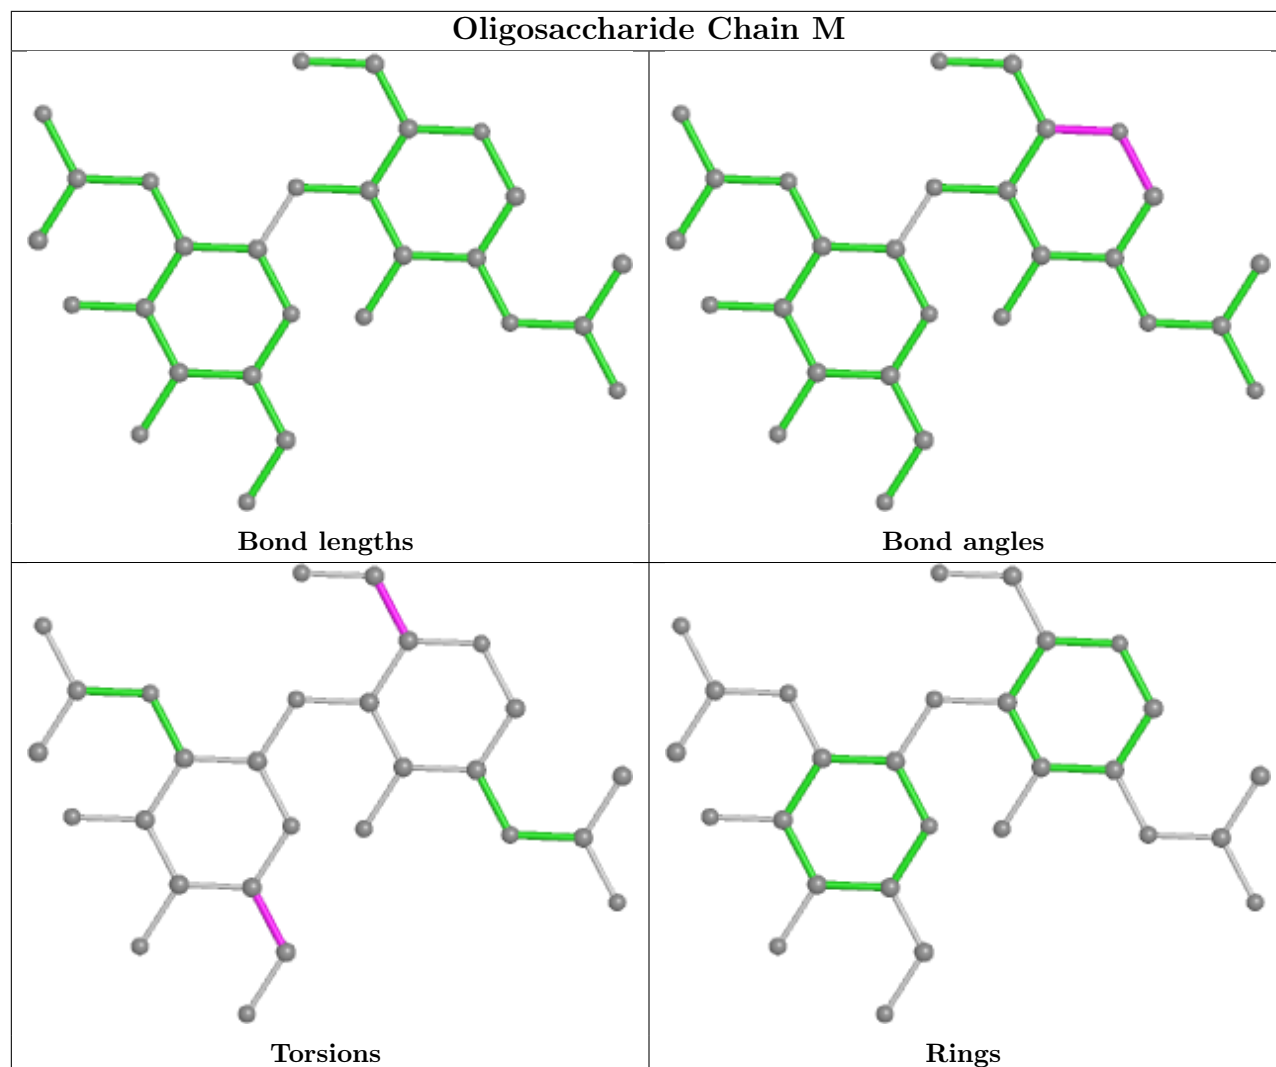 Oligosaccharide Chain M
Bond lengths
Bond angles
Torsions
Rings